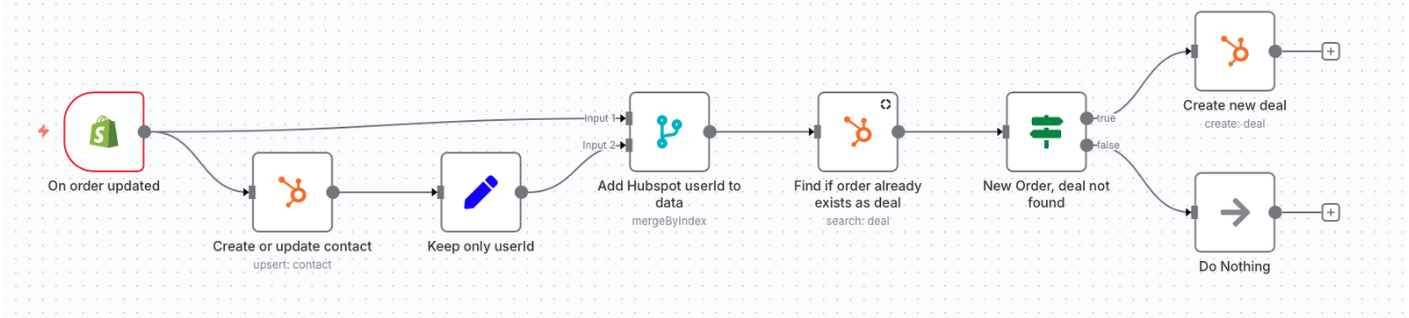 Create new deal
create: deal
Input 1
true
Input 2
false
On order updated
Add Hubspot userId to
data
mergeByIndex
Find if order already
exists as deal
search: deal
New Order, deal not
found
Create or update contact
upsert: contact
Keep only userId
Do Nothing